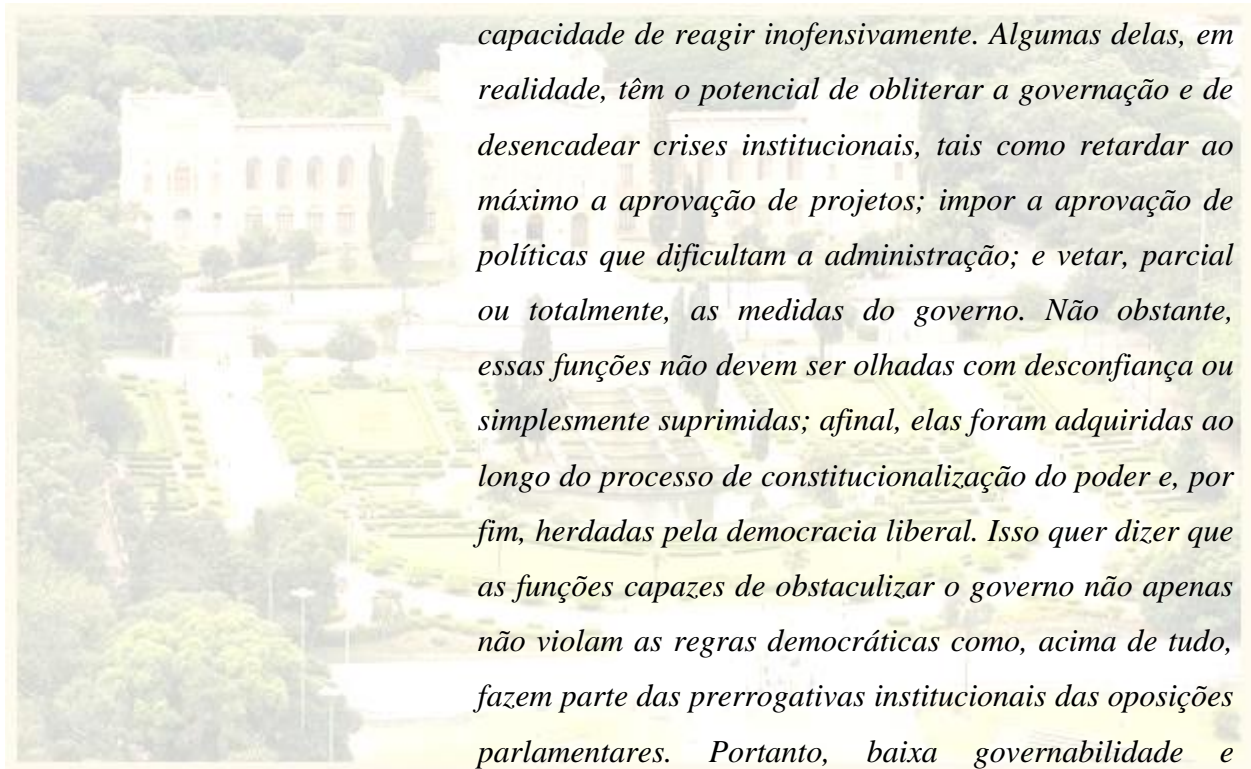 capacidade de reagir inofensivamente. Algumas delas, em
realidade, têm o potencial de obliterar a governação e de
desencadear crises institucionais, tais como retardar ao
máximo a aprovação de projetos; impor a aprovação de
políticas que dificultam a administração; e vetar, parcial
ou totalmente, as medidas do governo. Não obstante,
essas funções não devem ser olhadas com desconfiança ou
simplesmente suprimidas; afinal, elas foram adquiridas ao
longo do processo de constitucionalização do poder e, por
fim, herdadas pela democracia liberal. Isso quer dizer que
as funções capazes de obstaculizar o governo não apenas
não violam as regras democráticas como, acima de tudo,
fazem parte das prerrogativas institucionais das oposições
parlamentares. Portanto, baixa governabilidade e